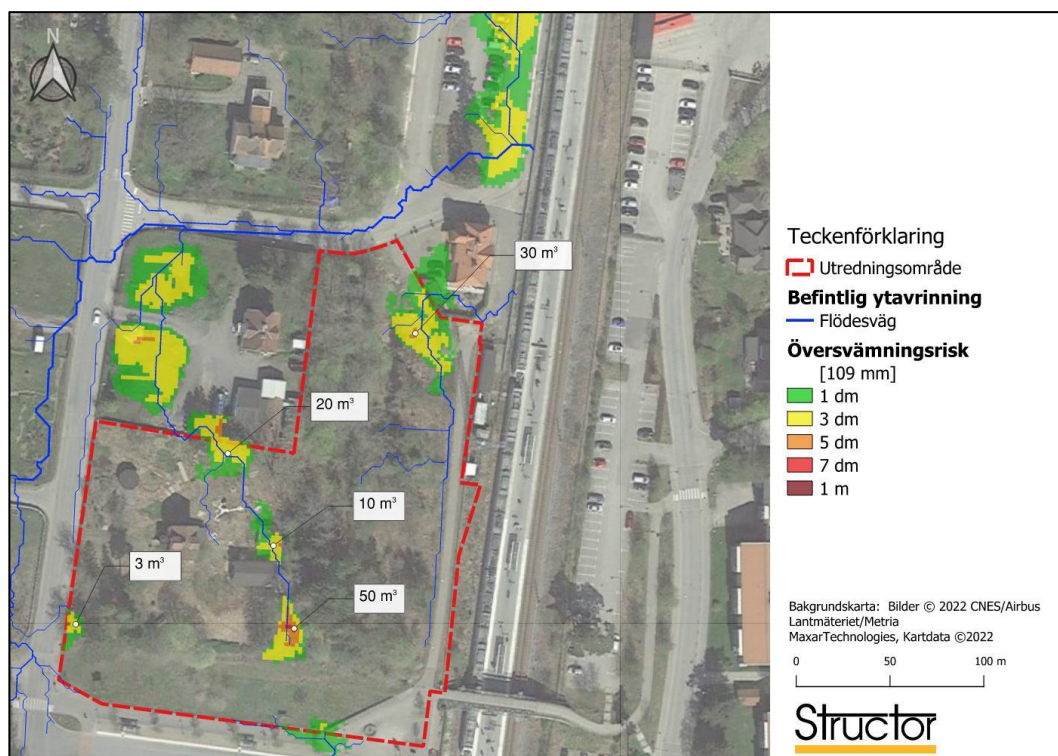 N
30 m³
20 m³
10 m³
3 m³
50 m³
Teckenförklaring
Utredningsområde
Befintlig ytavrinning
Flödesväg
Översvämningsrisk
[109 mm]
1 dm
3 dm
5 dm
7 dm
1 m
Bakgrundskarta: Bilder © 2022 CNES/Airbus
Lantmäteriet/Metria
MaxarTechnologies, Kartdata ©2022
0 50 100 m
Structor